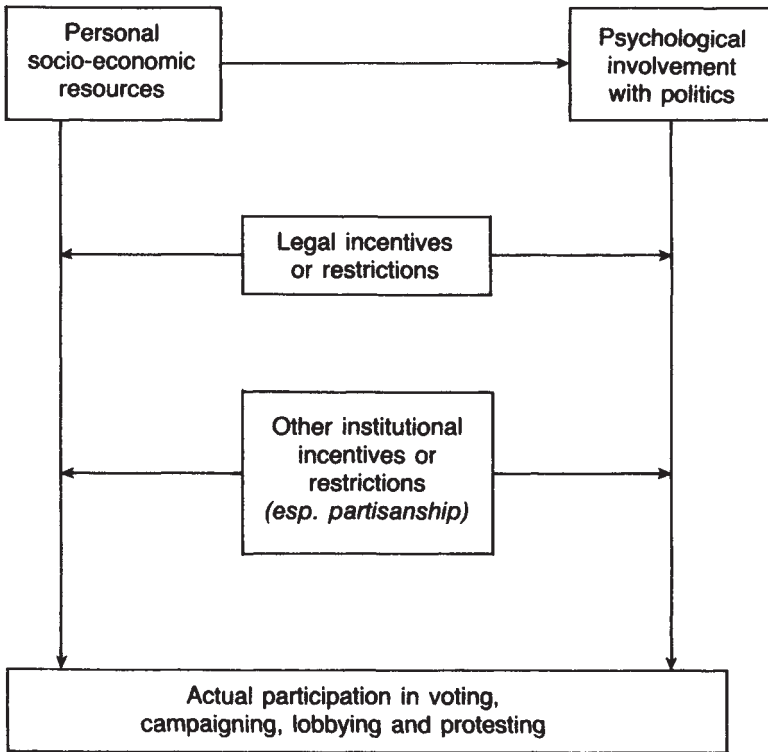 Personal
socio-economic
resources
Psychological
involvement
with politics
Legal incentives
or restrictions
Other institutional
incentives or
restrictions
(esp. partisanship)
Actual participation in voting,
campaigning, lobbying and protesting